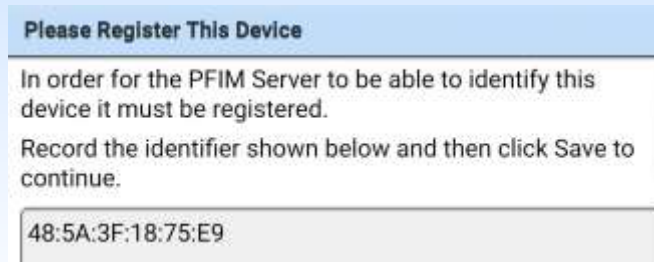 Please Register This Device
In order for the PFIM Server to be able to identify this
device it must be registered.
Record the identifier shown below and then click Save to
continue.
48:5A:3F:18:75:E9